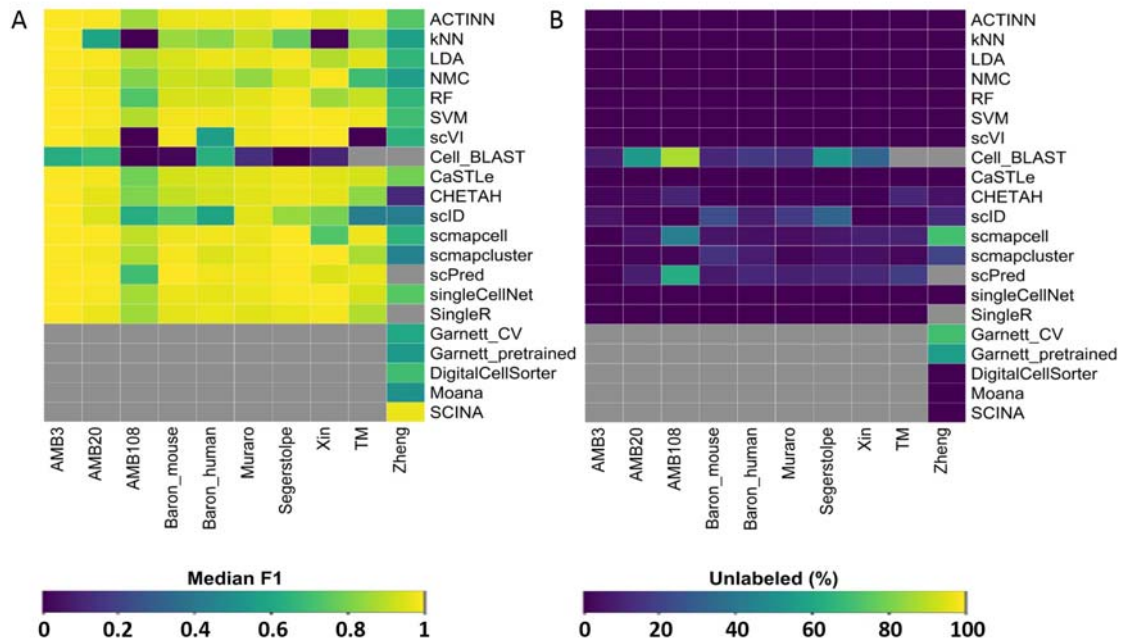 A
B
ACTINN
kNN
LDA
NMC
RF
SVM
scVI
Cell_BLAST
CaSTLe
CHETAH
scID
scmapcell
scmapcluster
scPred
singleCellNet
SingleR
Garnett_CV
Garnett_pretrained
DigitalCellSorter
Moana
SCINA
AMB3
AMB20
AMB108
Baron_mouse
Baron_human
Muraro
Segerstolpe
Xin
TM
Zheng
Median F1
0 0.2 0.4 0.6 0.8 1
ACTINN
kNN
LDA
NMC
RF
SVM
scVI
Cell_BLAST
CaSTLe
CHETAH
scID
scmapcell
scmapcluster
scPred
singleCellNet
SingleR
Garnett_CV
Garnett_pretrained
DigitalCellSorter
Moana
SCINA
AMB3
AMB20
AMB108
Baron_mouse
Baron_human
Muraro
Segerstolpe
Xin
TM
Zheng
Unlabeled (%)
0 20 40 60 80 100